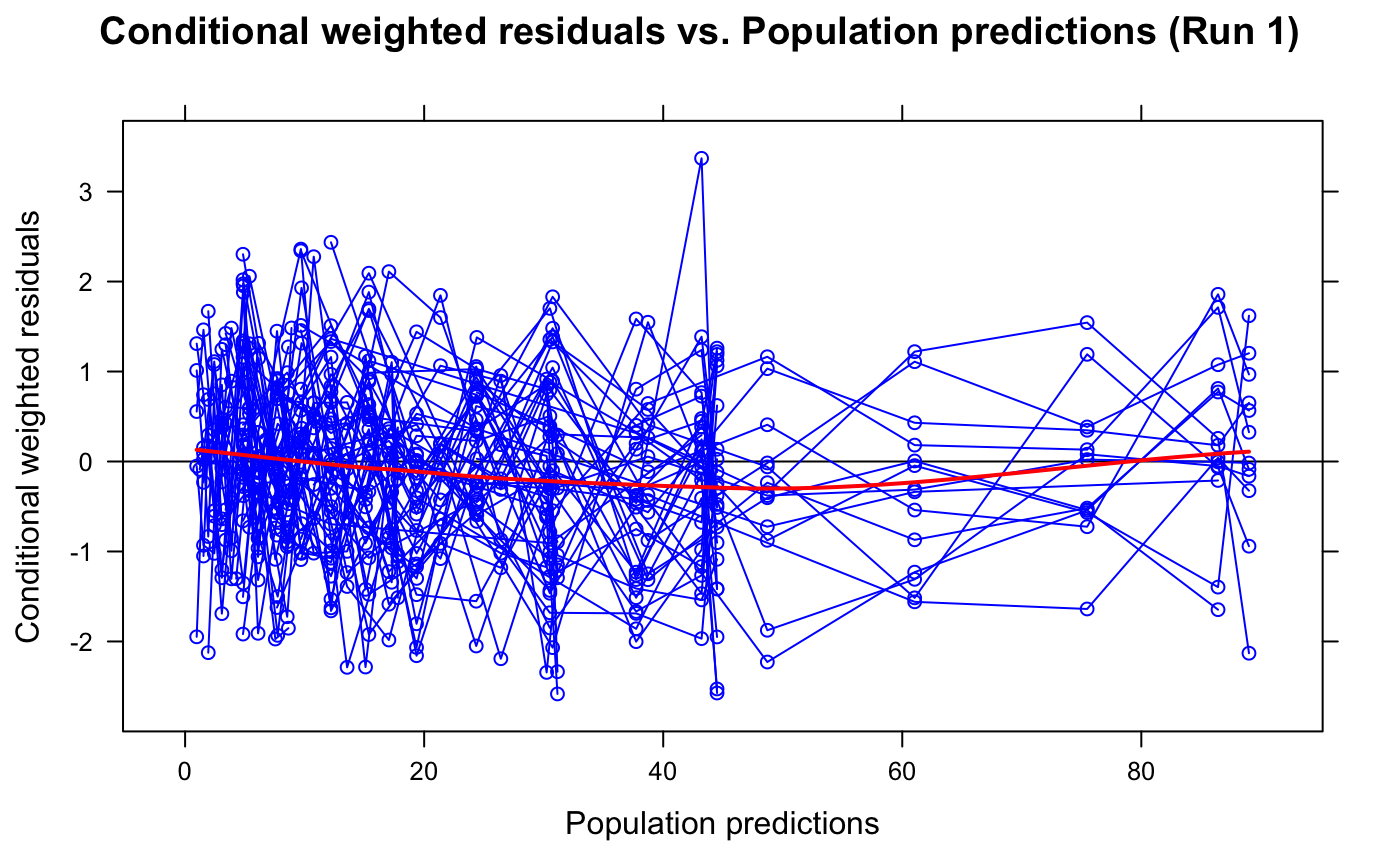 Conditional weighted residuals vs. Population predictions (Run 1)
Conditional weighted residuals
3
2
1
0
-1
-2
0 20 40 60 80
Population predictions